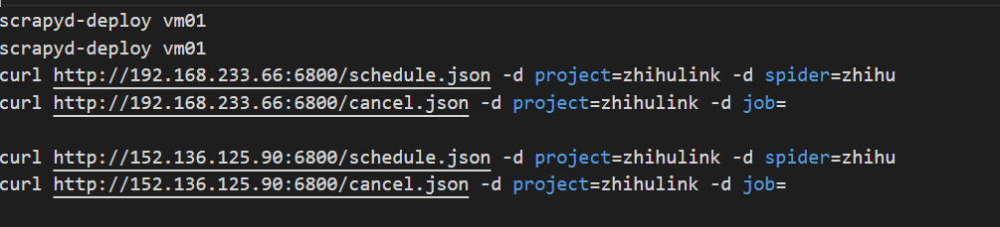 scrapyd-deploy vm01
scrapyd-deploy vm01
curl http://192.168.233.66:6800/schedule.json -d project=zhihulink -d spider=zhihu
curl http://192.168.233.66:6800/cancel.json -d project=zhihulink -d job=
curl http://152.136.125.90:6800/schedule.json -d project=zhihulink -d spider=zhihu
curl http://152.136.125.90:6800/cancel.json -d project=zhihulink -d job=